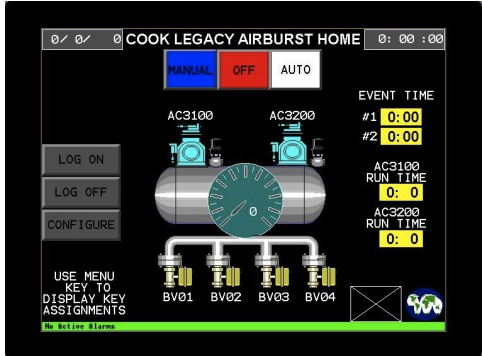 0/ 0/ 0 COOK LEGACY AIRBURST HOME 0: 00 :00
MANUAL OFF AUTO
EVENT TIME
#1 0:00
#2 0:00
AC3100 AC3200
LOG ON
LOG OFF
CONFIGURE
0
AC3100
RUN TIME
0: 0
AC3200
RUN TIME
0: 0
USE MENU
KEY TO
DISPLAY KEY
ASSIGNMENTS
BV01 BV02 BV03 BV04
No Active Alarms